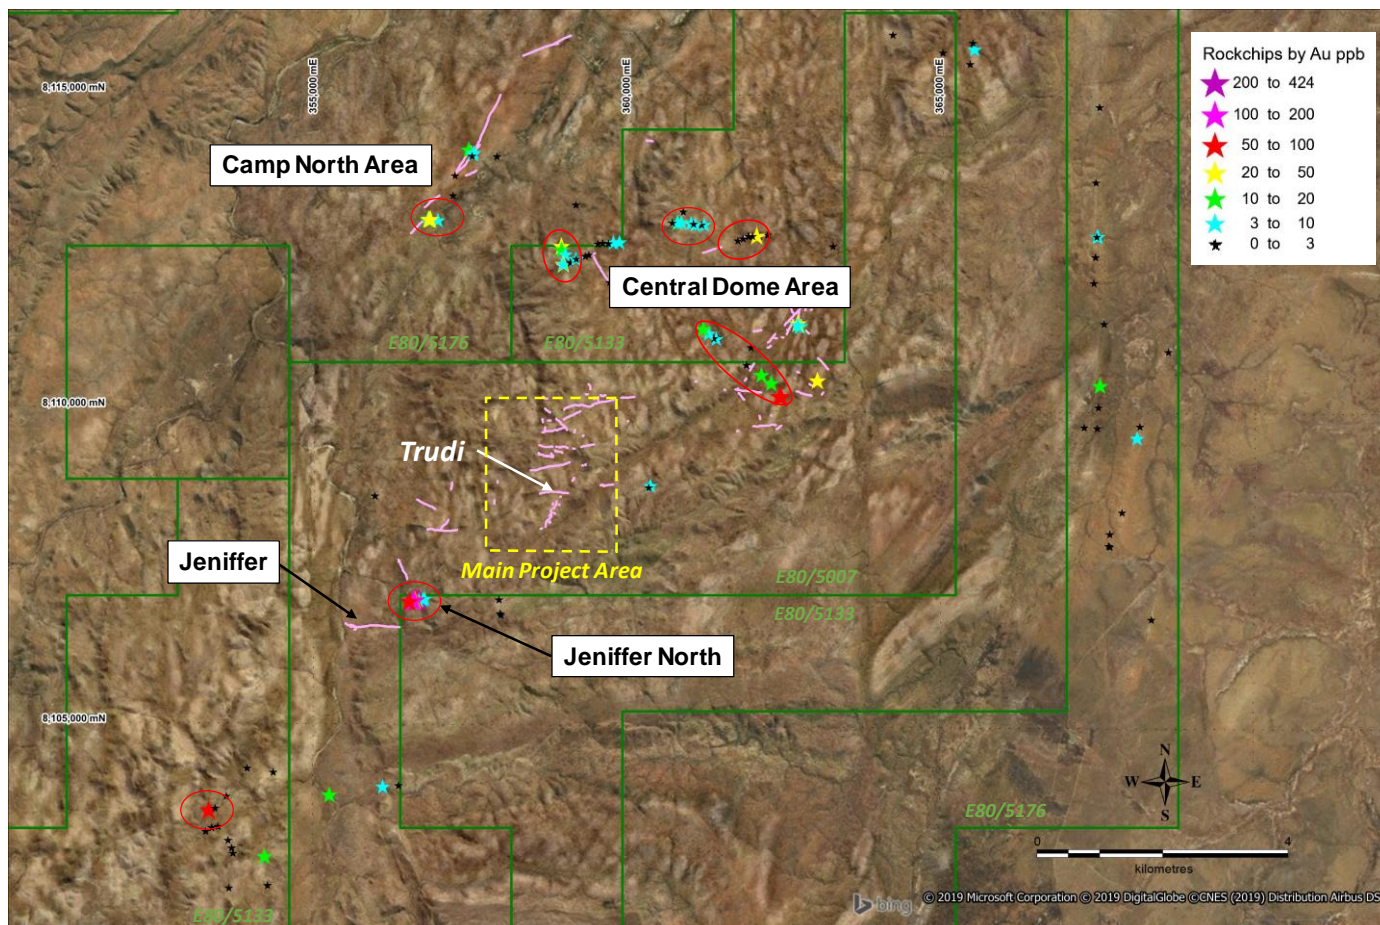 Rockchips by Au ppb
200 to 424
100 to 200
50 to 100
20 to 50
10 to 20
3 to 10
0 to 3
8,115,000 mN
355,000 mE
360,000 mE
365,000 mE
Camp North Area
Central Dome Area
E80/5176
E80/5133
8,110,000 mN
Trudi
Jeniffer
Main Project Area
E80/5007
E80/5133
Jeniffer North
8,105,000 mN
N
W E
S
E80/5176
0 4
kilometres
E80/5133
bing
© 2019 Microsoft Corporation © 2019 DigitalGlobe ©CNES (2019) Distribution Airbus DS